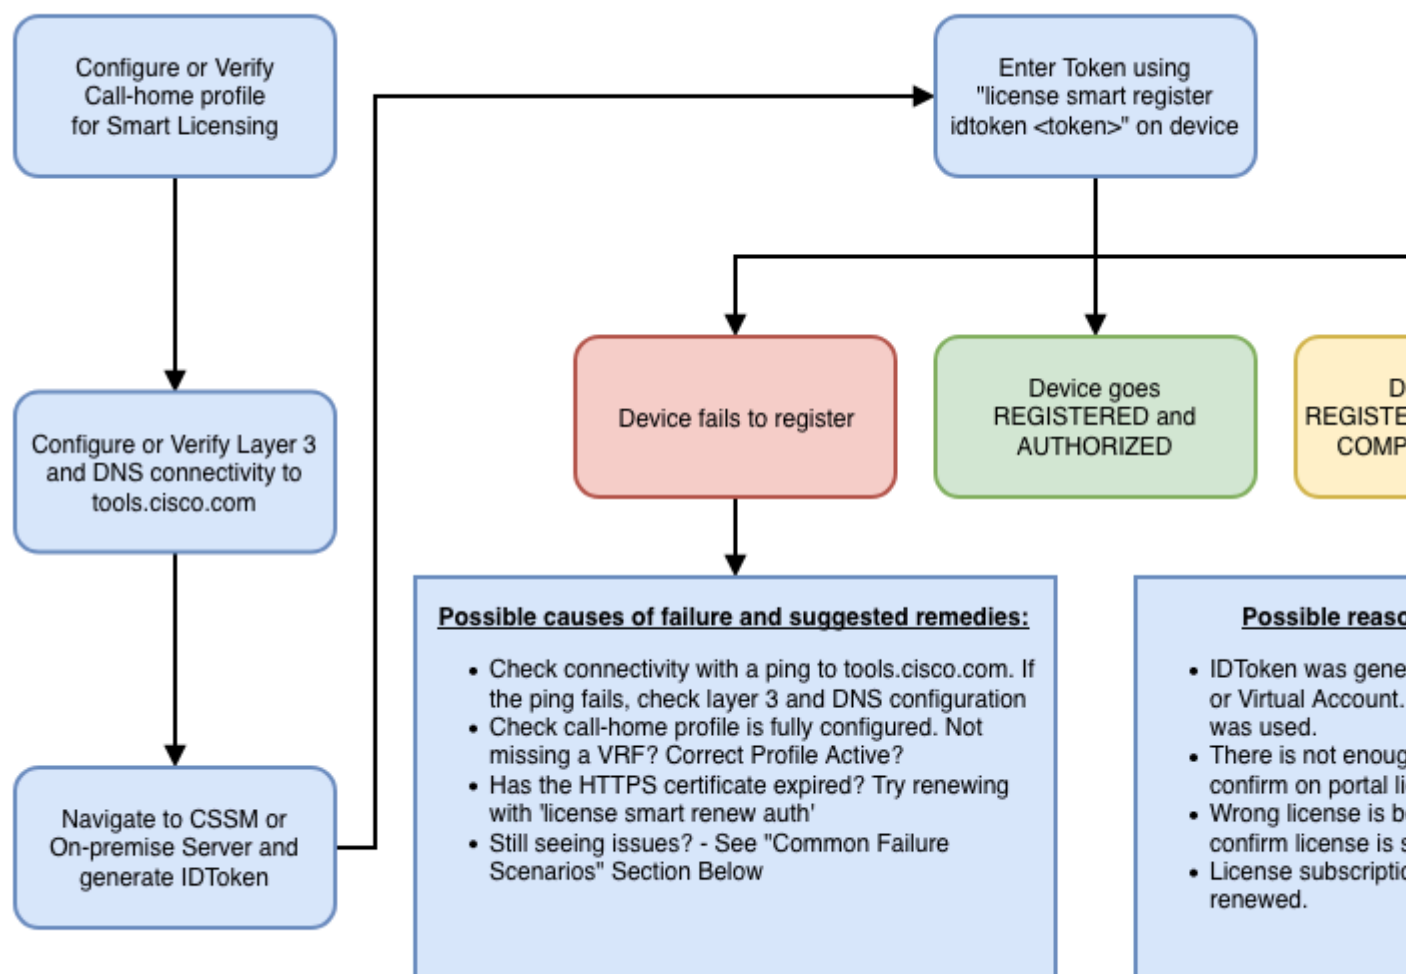 Configure or Verify
Call-home profile
for Smart Licensing
Configure or Verify Layer 3
and DNS connectivity to
tools.cisco.com
Navigate to CSSM or
On-premise Server and
generate IDToken
Enter Token using
"license smart register
idtoken <token>" on device
Device fails to register
Device goes
REGISTERED and
AUTHORIZED
Possible causes of failure and suggested remedies:
• Check connectivity with a ping to tools.cisco.com. If
the ping fails, check layer 3 and DNS configuration
• Check call-home profile is fully configured. Not
missing a VRF? Correct Profile Active?
• Has the HTTPS certificate expired? Try renewing
with 'license smart renew auth'
• Still seeing issues? - See "Common Failure
Scenarios" Section Below
Possible
• IDToken was
or Virtual Account.
was used.
• There is not
confirm on portal
• Wrong license is
confirm license is
• License
renewed.